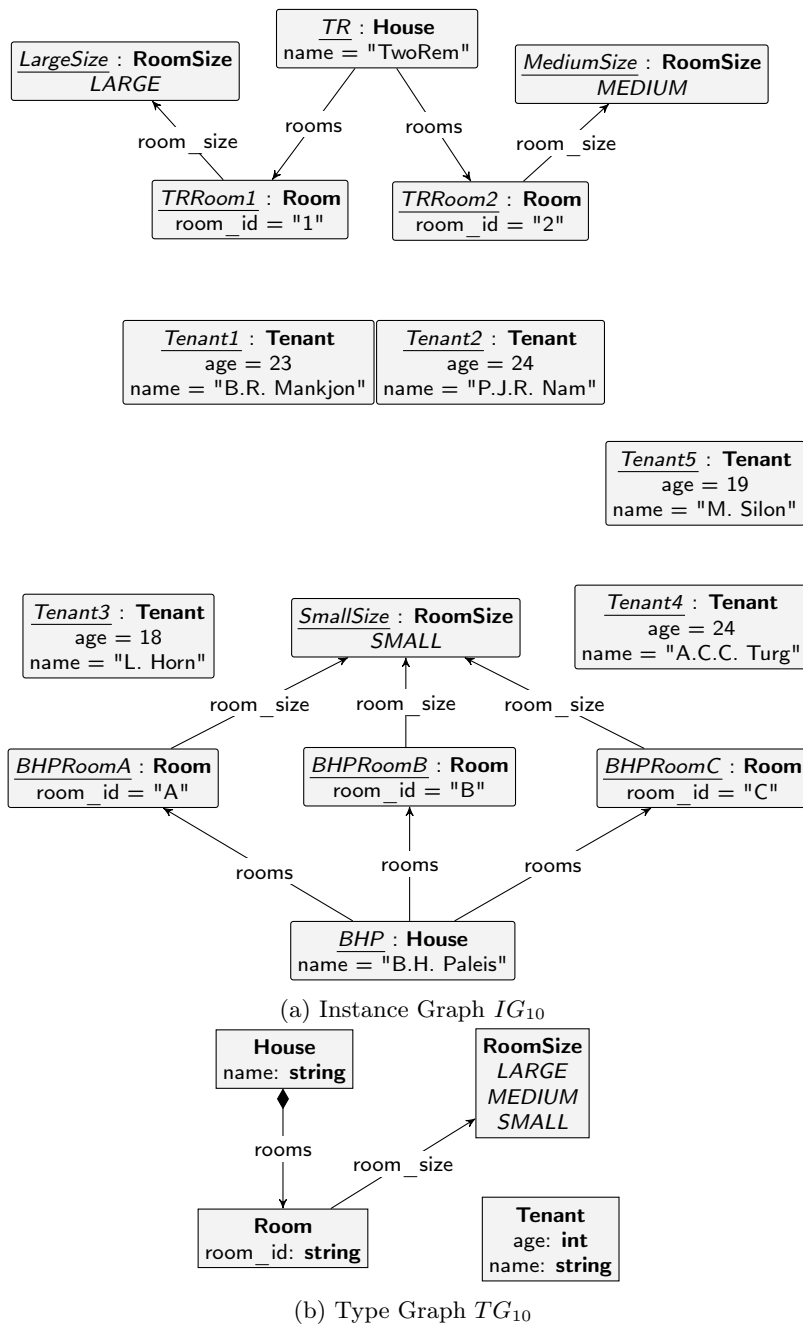 TR : House
name = "TwoRem"
LargeSize : RoomSize
LARGE
MediumSize : RoomSize
MEDIUM
rooms
rooms
room_size
room_size
TRRoom1 : Room
room_id = "1"
TRRoom2 : Room
room_id = "2"
Tenant1 : Tenant
age = 23
name = "B.R. Mankjon"
Tenant2 : Tenant
age = 24
name = "P.J.R. Nam"
Tenant5 : Tenant
age = 19
name = "M. Silon"
Tenant3 : Tenant
age = 18
name = "L. Horn"
SmallSize : RoomSize
SMALL
Tenant4 : Tenant
age = 24
name = "A.C.C. Turg"
room_size
room_size
room_size
BHPRoomA : Room
room_id = "A"
BHPRoomB : Room
room_id = "B"
BHPRoomC : Room
room_id = "C"
rooms
rooms
rooms
BHP : House
name = "B.H. Paleis"
(a) Instance Graph IG10
House
name: string
RoomSize
LARGE
MEDIUM
SMALL
rooms
room_size
Room
room_id: string
Tenant
age: int
name: string
(b) Type Graph TG10